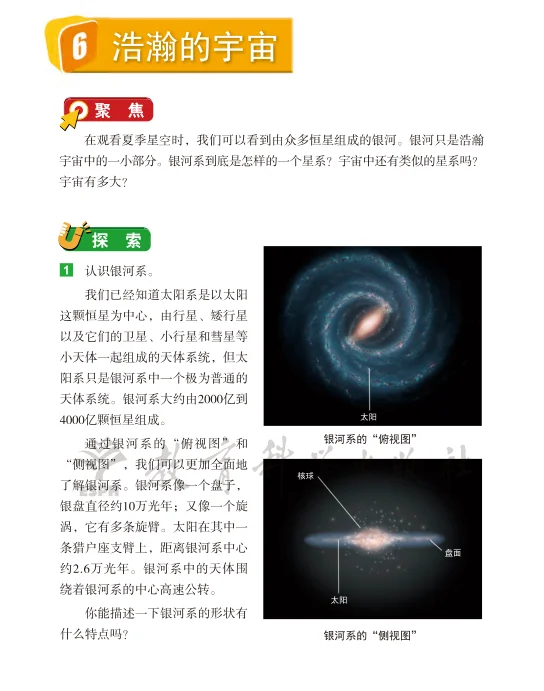 6 浩瀚的宇宙
聚 焦
在观看夏季星空时，我们可以看到由众多恒星组成的银河。银河只是浩瀚
宇宙中的一小部分。银河系到底是怎样的一个星系？宇宙中还有类似的星系吗？
宇宙有多大？
探 索
1 认识银河系。
我们已经知道太阳系是以太阳
这颗恒星为中心，由行星、矮行星
以及它们的卫星、小行星和彗星等
小天体一起组成的天体系统，但太
阳系只是银河系中一个极为普通的
天体系统。银河系大约由2000亿到
4000亿颗恒星组成。
通过银河系的“俯视图”和
“侧视图”，我们可以更加全面地
了解银河系。银河系像一个盘子，
银盘直径约10万光年；又像一个旋
涡，它有多条旋臂。太阳在其中一
条猎户座支臂上，距离银河系中心
约2.6万光年。银河系中的天体围
绕着银河系的中心高速公转。
你能描述一下银河系的形状有
什么特点吗？
太阳
银河系的“俯视图”
核球
盘面
太阳
银河系的“侧视图”
教育科学出版社
ESPH